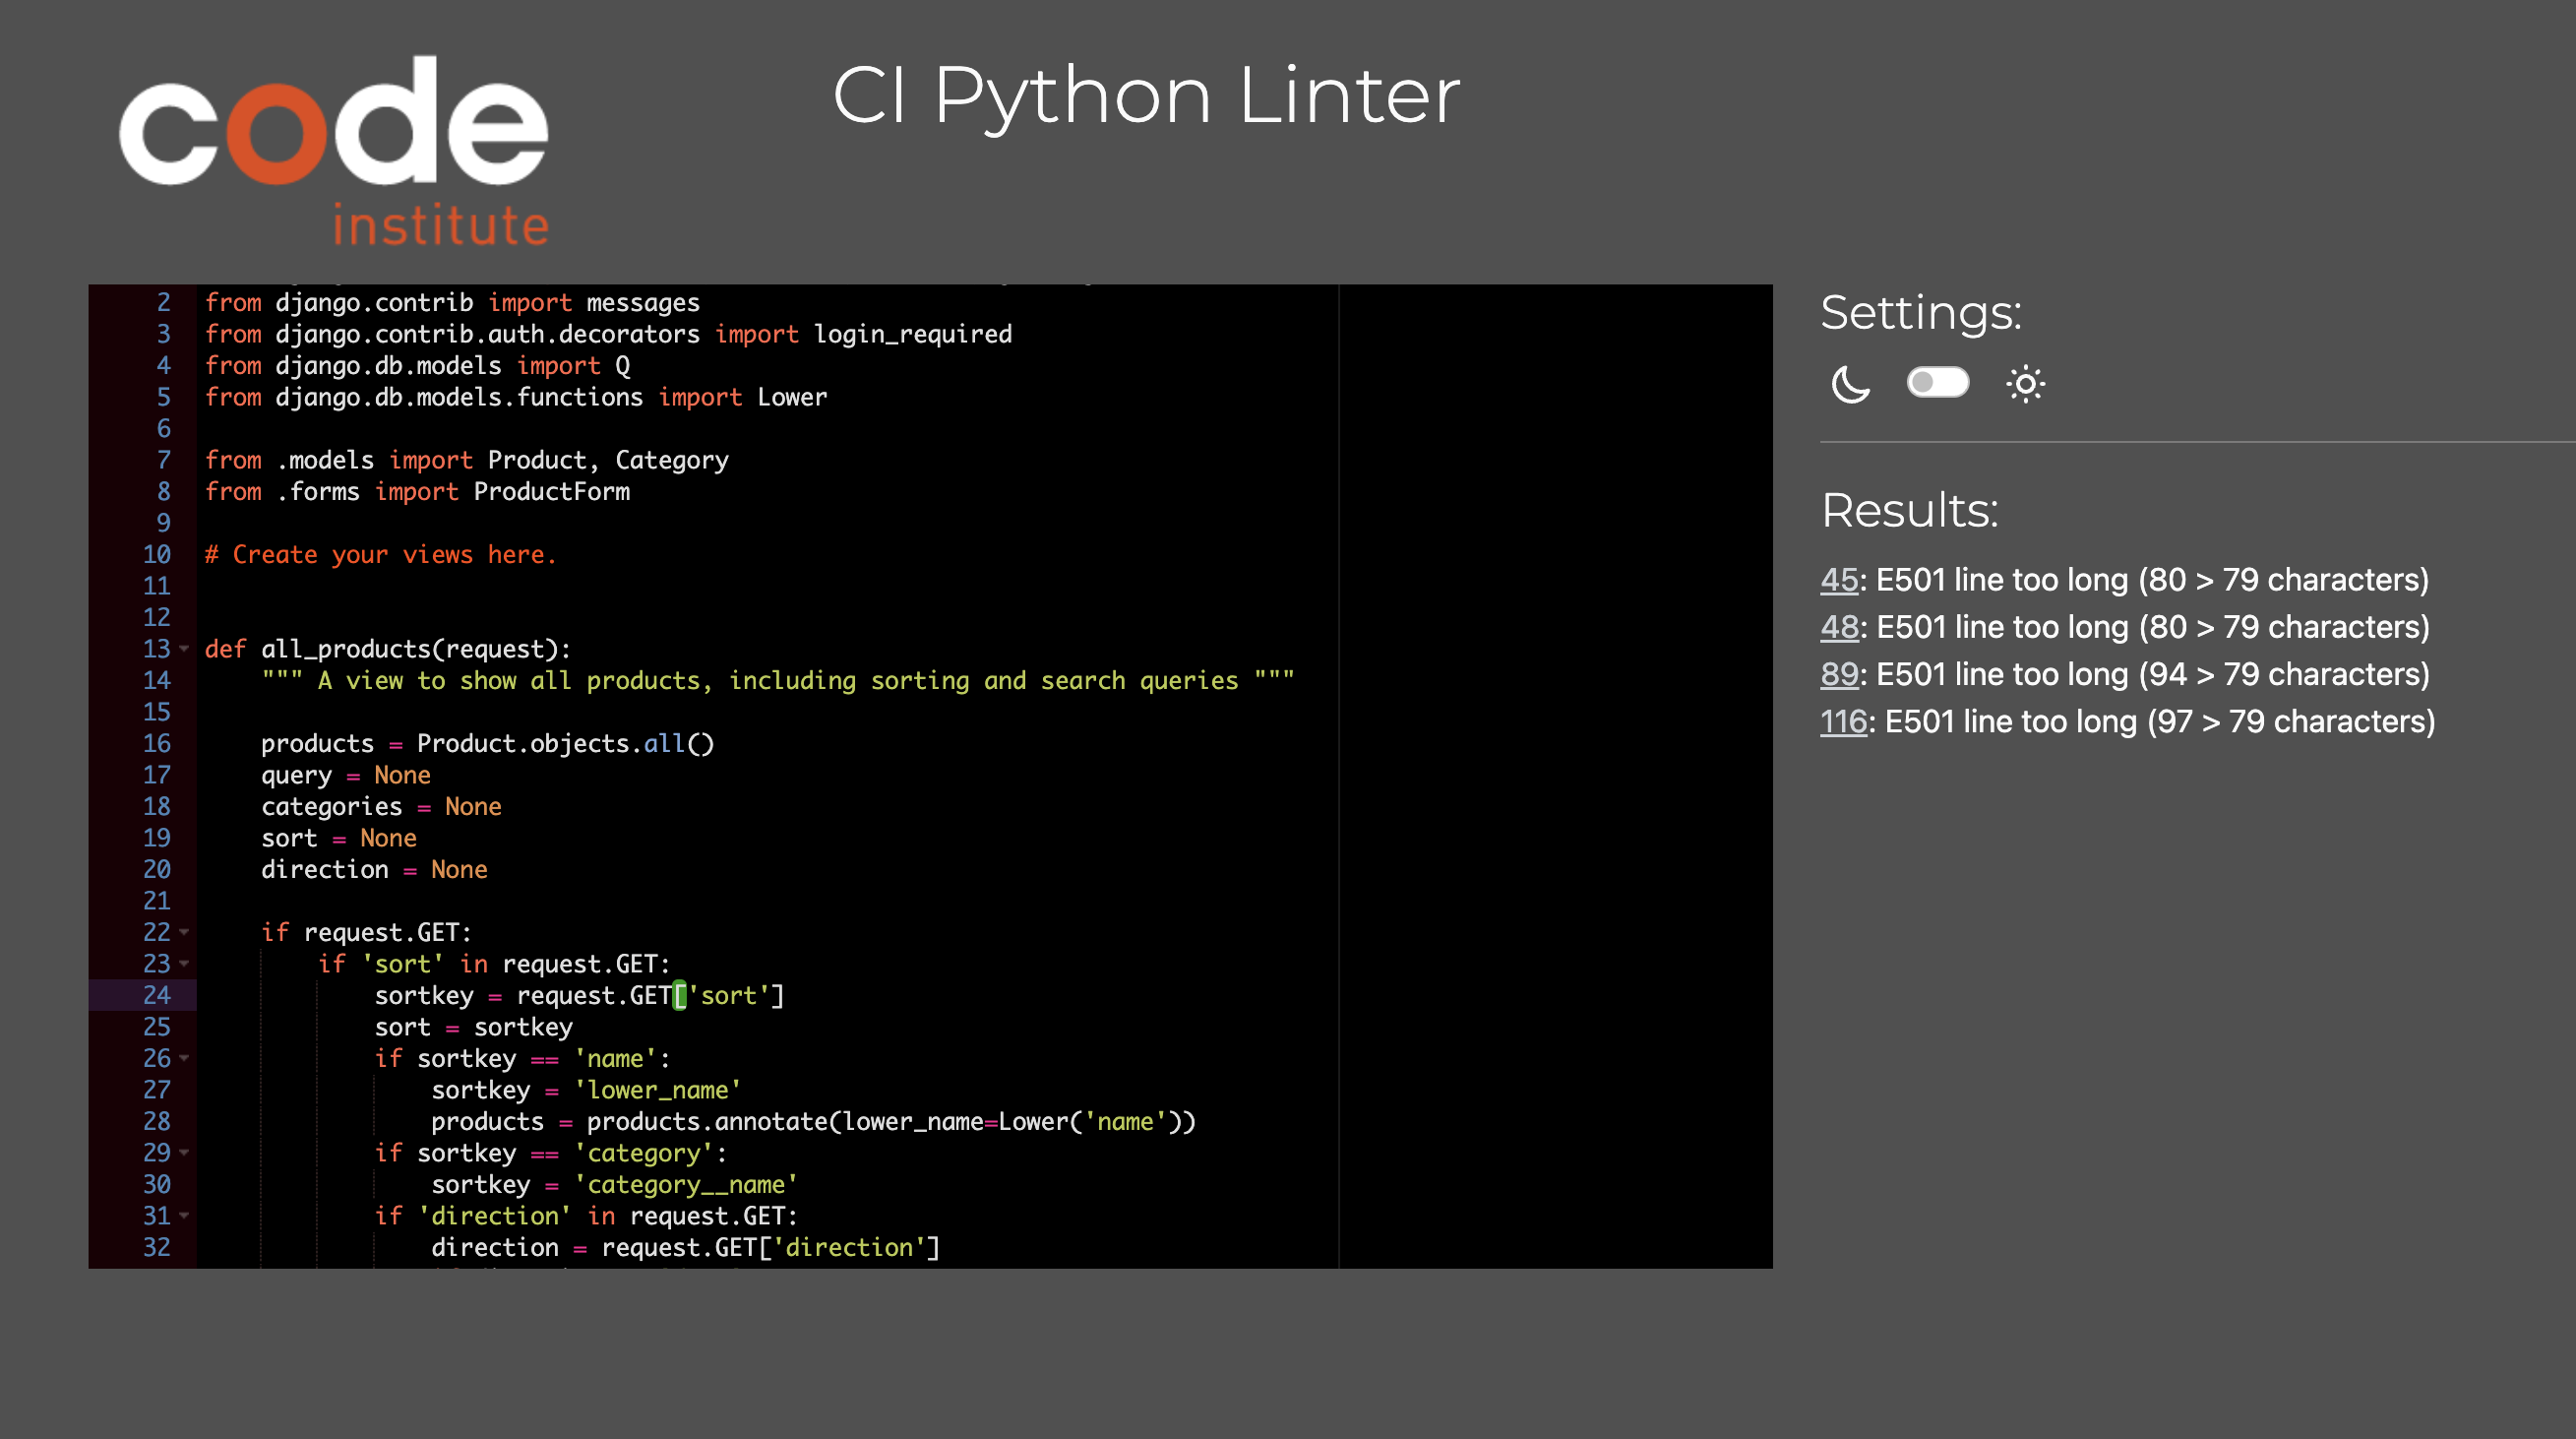 code
institute
CI Python Linter
2 from django.contrib import messages
3 from django.contrib.auth.decorators import login_required
4 from django.db.models import Q
5 from django.db.models.functions import Lower
6
7 from .models import Product, Category
8 from .forms import ProductForm
9
10 # Create your views here.
11
12
13 def all_products(request):
14     """ A view to show all products, including sorting and search queries """
15
16     products = Product.objects.all()
17     query = None
18     categories = None
19     sort = None
20     direction = None
21
22     if request.GET:
23         if 'sort' in request.GET:
24             sortkey = request.GET['sort']
25             sort = sortkey
26             if sortkey == 'name':
27                 sortkey = 'lower_name'
28                 products = products.annotate(lower_name=Lower('name'))
29             if sortkey == 'category':
30                 sortkey = 'category__name'
31             if 'direction' in request.GET:
32                 direction = request.GET['direction']
Settings:
Results:
45: E501 line too long (80 > 79 characters)
48: E501 line too long (80 > 79 characters)
89: E501 line too long (94 > 79 characters)
116: E501 line too long (97 > 79 characters)